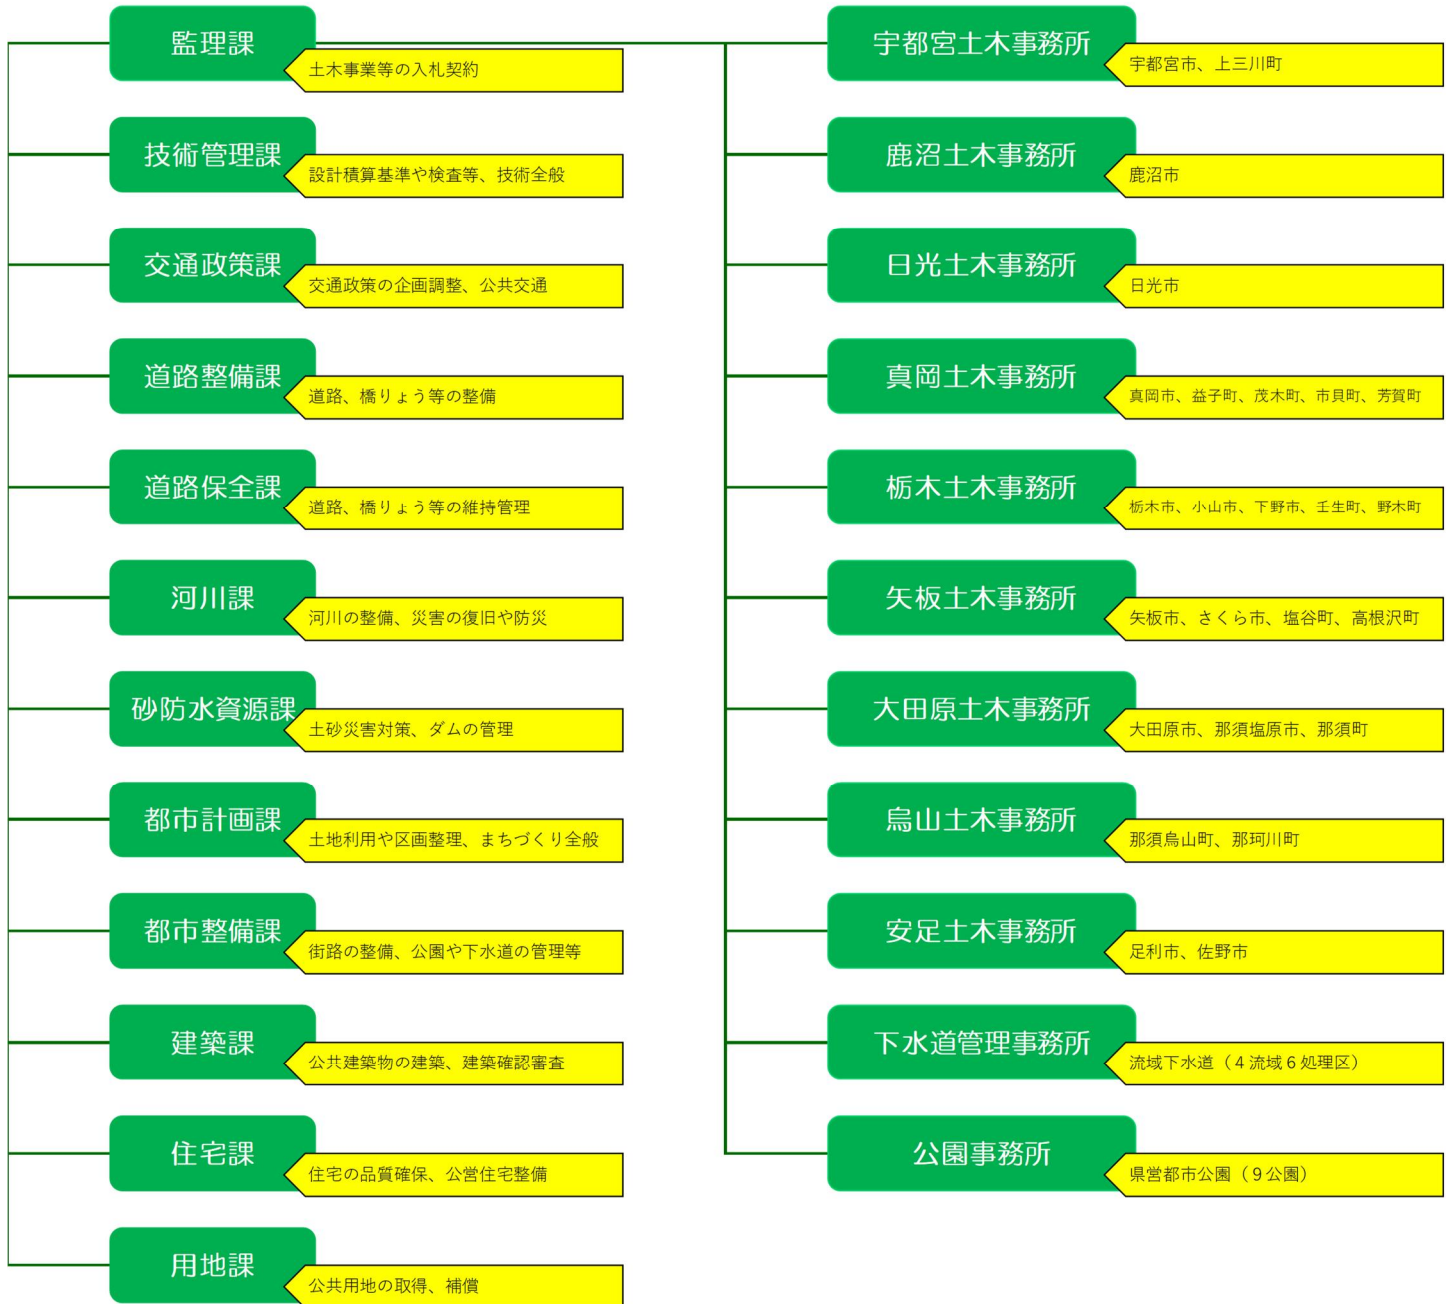 監理課
土木事業等の入札契約
技術管理課
設計積算基準や検査等、技術全般
交通政策課
交通政策の企画調整、公共交通
道路整備課
道路、橋りょう等の整備
道路保全課
道路、橋りょう等の維持管理
河川課
河川の整備、災害の復旧や防災
砂防水資源課
土砂災害対策、ダムの管理
都市計画課
土地利用や区画整理、まちづくり全般
都市整備課
街路の整備、公園や下水道の管理等
建築課
公共建築物の建築、建築確認審査
住宅課
住宅の品質確保、公営住宅整備
用地課
公共用地の取得、補償
宇都宮土木事務所
宇都宮市、上三川町
鹿沼土木事務所
鹿沼市
日光土木事務所
日光市
真岡土木事務所
真岡市、益子町、茂木町、市貝町、芳賀町
栃木土木事務所
栃木市、小山市、下野市、壬生町、野木町
矢板土木事務所
矢板市、さくら市、塩谷町、高根沢町
大田原土木事務所
大田原市、那須塩原市、那須町
烏山土木事務所
那須烏山町、那珂川町
安足土木事務所
足利市、佐野市
下水道管理事務所
流域下水道（４流域６処理区）
公園事務所
県営都市公園（９公園）